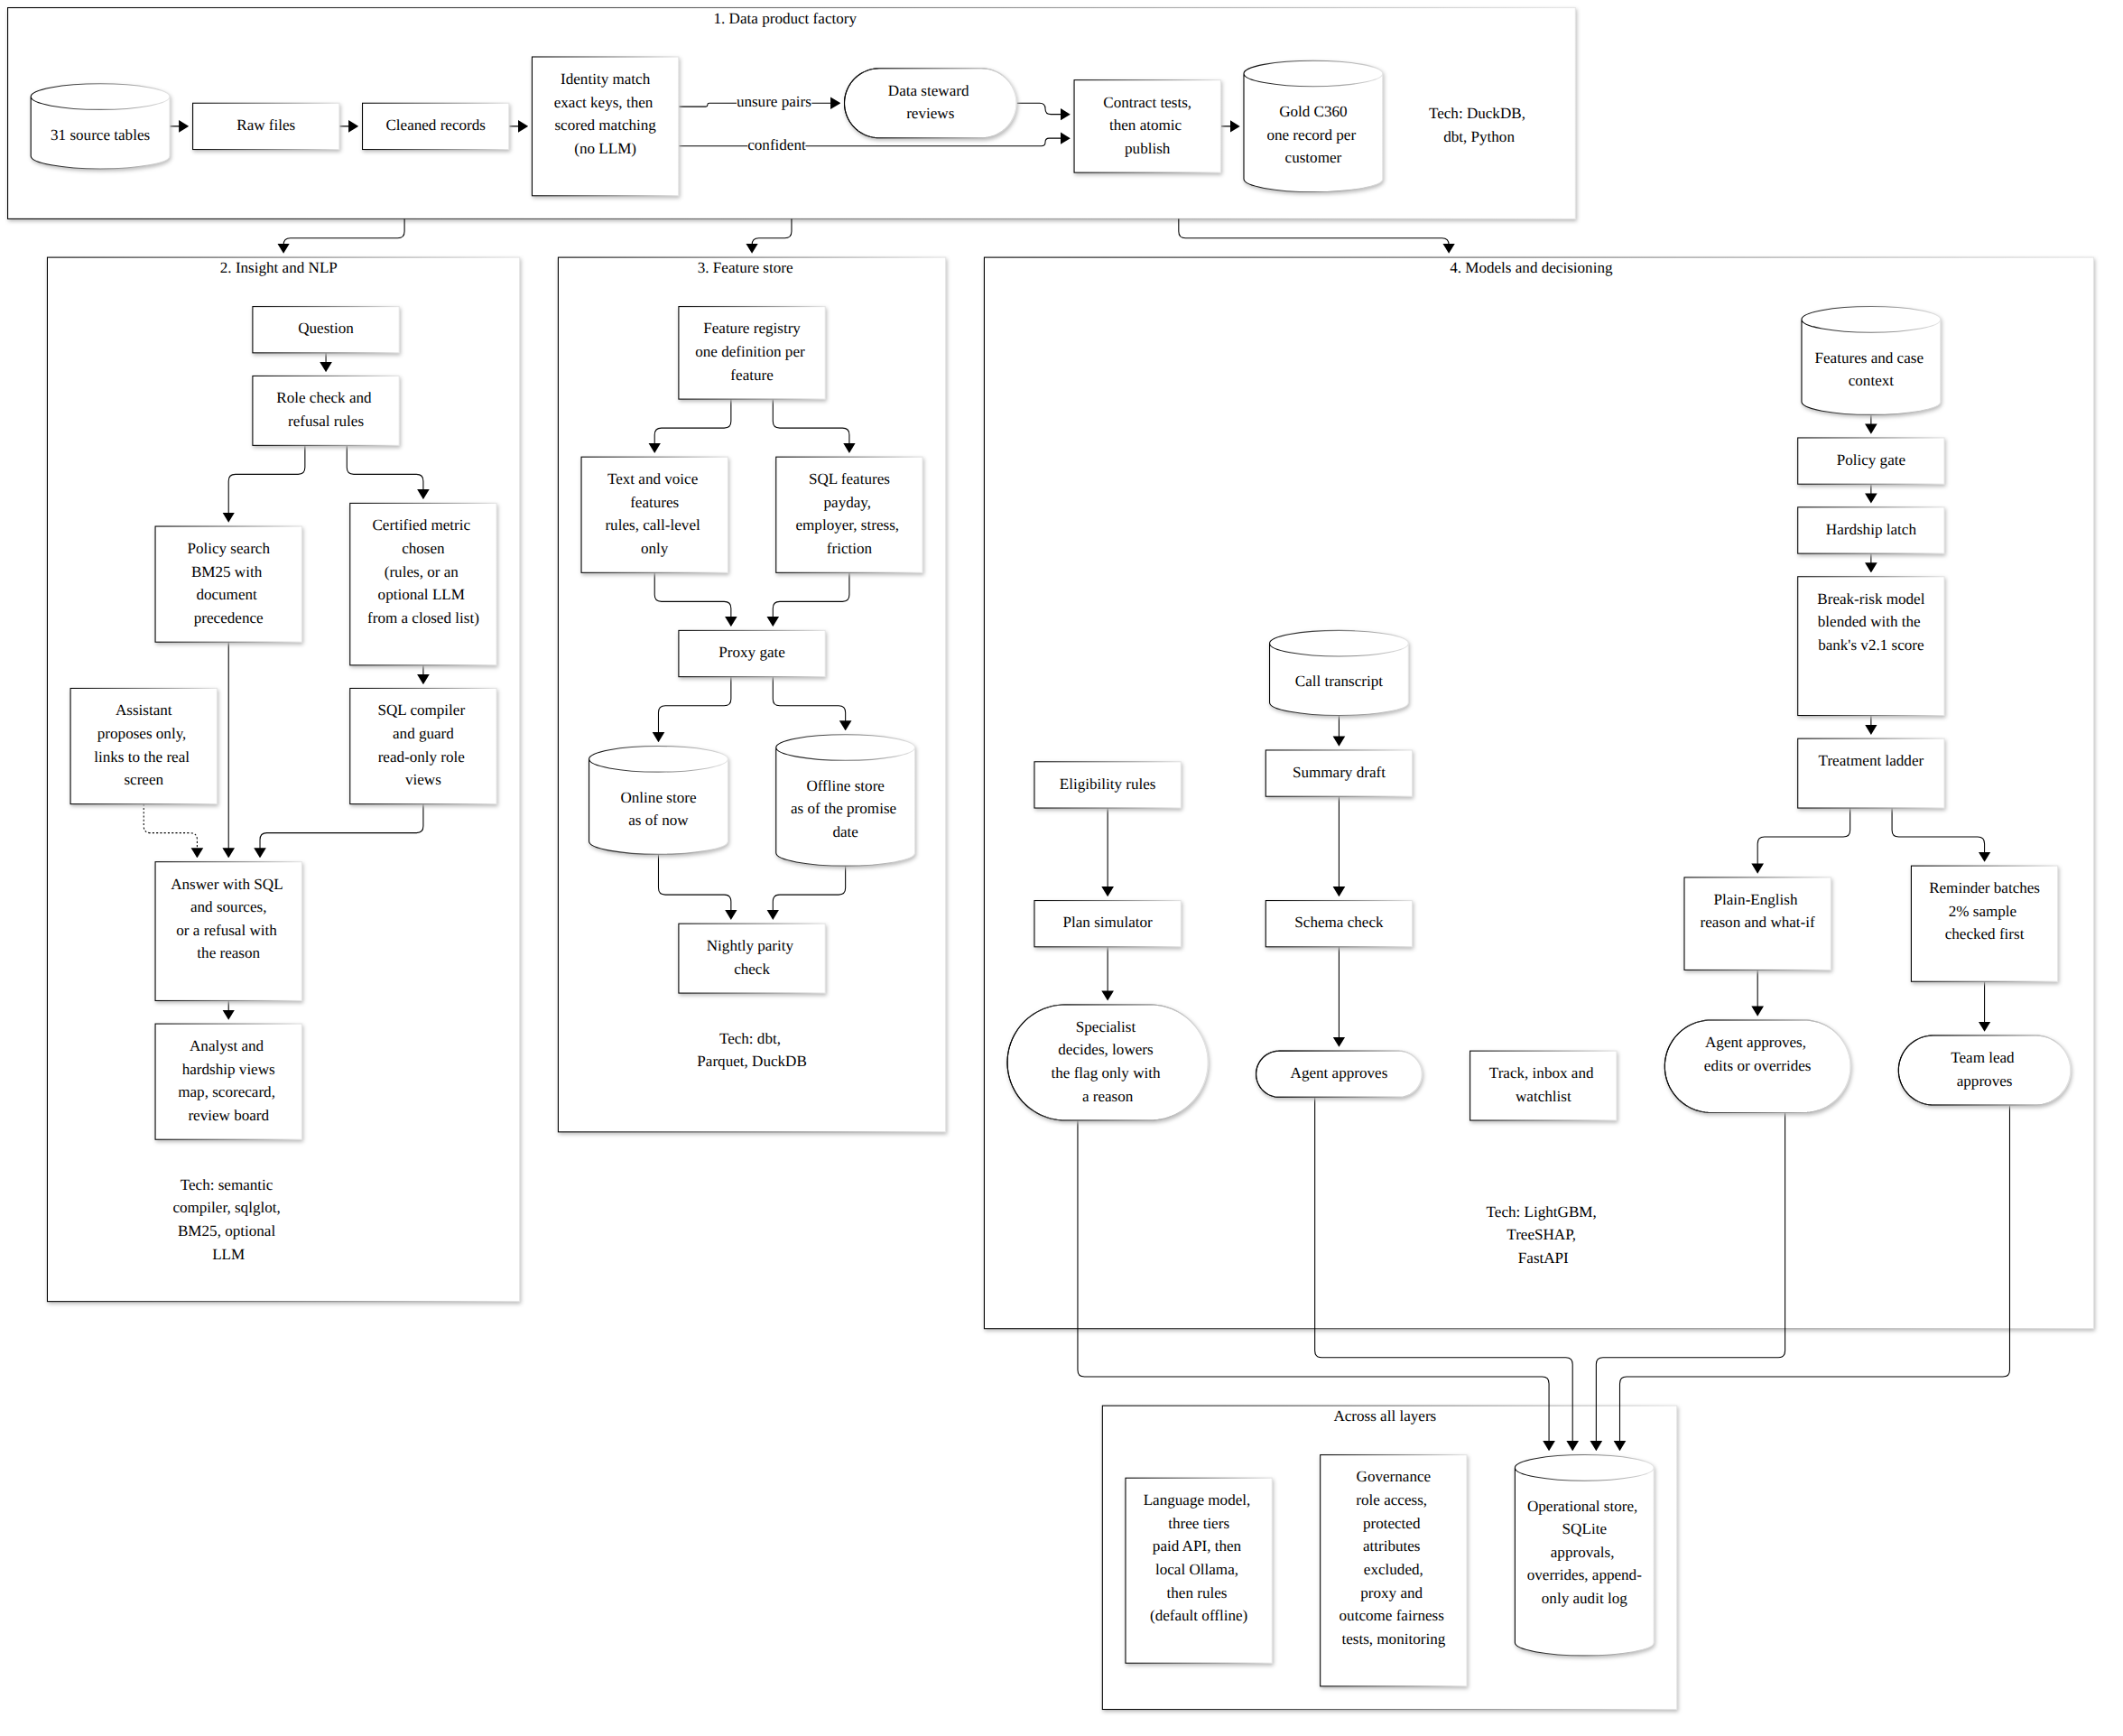 1. Data product factory
31 source tables
Raw files
Cleaned records
Identity match
exact keys, then
scored matching
(no LLM)
unsure pairs
confident
Data steward
reviews
Contract tests,
then atomic
publish
Gold C360
one record per
customer
Tech: DuckDB,
dbt, Python
2. Insight and NLP
Question
Role check and
refusal rules
Policy search
BM25 with
document
precedence
Certified metric
chosen
(rules, or an
optional LLM
from a closed list)
Assistant
proposes only,
links to the real
screen
SQL compiler
and guard
read-only role
views
Answer with SQL
and sources,
or a refusal with
the reason
Analyst and
hardship views
map, scorecard,
review board
Tech: semantic
compiler, sqlglot,
BM25, optional
LLM
3. Feature store
Feature registry
one definition per
feature
Text and voice
features
rules, call-level
only
SQL features
payday,
employer, stress,
friction
Proxy gate
Online store
as of now
Offline store
as of the promise
date
Nightly parity
check
Tech: dbt,
Parquet, DuckDB
4. Models and decisioning
Features and case
context
Policy gate
Hardship latch
Break-risk model
blended with the
bank's v2.1 score
Treatment ladder
Call transcript
Summary draft
Eligibility rules
Plan simulator
Schema check
Plain-English
reason and what-if
Reminder batches
2% sample
checked first
Specialist
decides, lowers
the flag only with
a reason
Agent approves
Track, inbox and
watchlist
Agent approves,
edits or overrides
Team lead
approves
Tech: LightGBM,
TreeSHAP,
FastAPI
Across all layers
Language model,
three tiers
paid API, then
local Ollama,
then rules
(default offline)
Governance
role access,
protected
attributes
excluded,
proxy and
outcome fairness
tests, monitoring
Operational store,
SQLite
approvals,
overrides, append-
only audit log